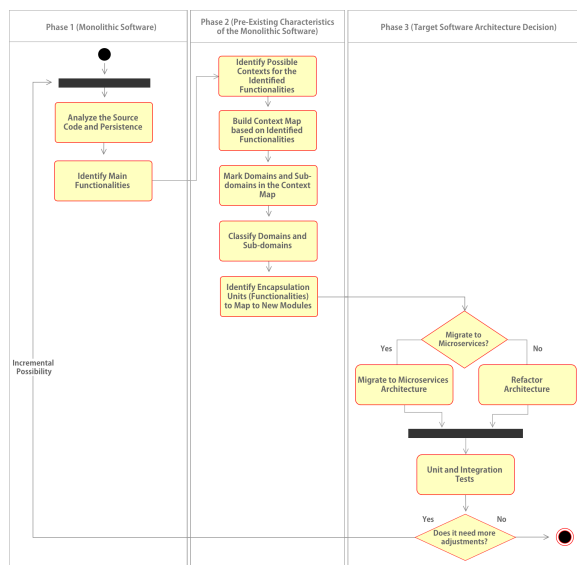 Phase 1 (Monolithic Software)
Phase 2 (Pre-Existing Characteristics
of the Monolithic Software)
Phase 3 (Target Software Architecture Decision)
Analyze the Source
Code and Persistence
Identify Main
Functionalities
Incremental
Possibility
Identify Possible
Contexts for the
Identified
Functionalities
Build Context Map
based on Identified
Functionalities
Mark Domains and Sub-
domains in the Context
Map
Classify Domains and
Sub-domains
Identify Encapsulation
Units (Functionalities)
to Map to New Modules
Migrate to
Microservices?
Yes
No
Migrate to Microservices
Architecture
Refactor
Architecture
Unit and Integration
Tests
Yes
No
Does it need more
adjustments?